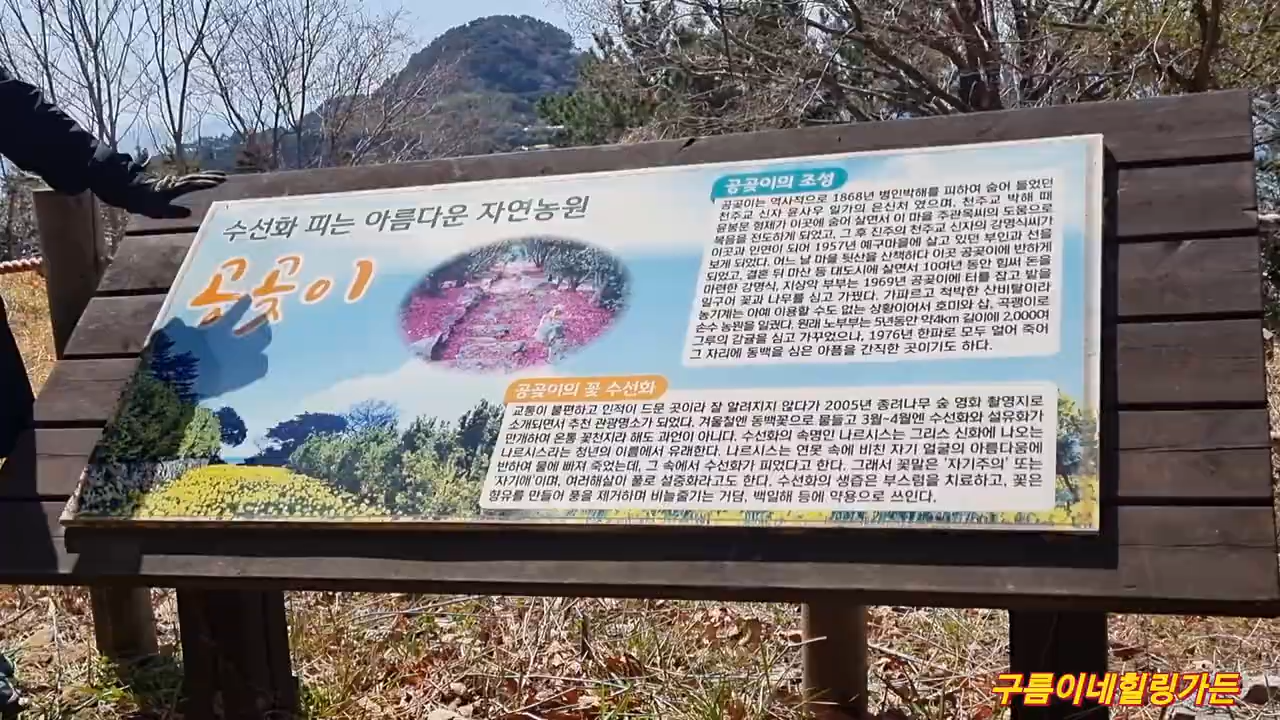 수선화 피는 아름다운 자연농원
공곶이
공곶이의 조성
공곶이는 역사적으로 1868년 병인박해를 피하여 숨어 들었던
천주교 신자 윤사우 일가의 은신처 였으며, 천주교 박해 때
윤봉문 형제가 이곳에 숨어 살면서 이 마을 주관옥씨의 도움으로
복음을 전도하게 되었다. 그 후 진주의 천주교 신자의 강명식씨가
이곳과 인연이 되어 1957년 예구마을에 살고 있던 부인과 선을
보게 되었다. 어느 날 마을 뒷산을 산책하다 이곳 공곶이에 반하게
되었고, 결혼 뒤 마산 등 대도시에 살면서 10여년 동안 힘써 돈을
마련한 강명식, 지상악 부부는 1969년 공곶이에 터를 잡고 밭을
일구어 꽃과 나무를 심고 가꿨다. 가파르고 척박한 산비탈이라
농기계는 아예 이용할 수도 없는 상황이어서 호미와 삽, 곡괭이로
손수 농원을 일궜다. 원래 노부부는 5년동안 약4km 길이에 2,000여
그루의 감귤을 심고 가꾸었으나, 1976년 한파로 모두 얼어 죽어
그 자리에 동백을 심은 아픔을 간직한 곳이기도 하다.
공곶이의 꽃 수선화
교통이 불편하고 인적이 드문 곳이라 잘 알려지지 않다가 2005년 종려나무 숲 영화 촬영지로
소개되면서 추천 관광명소가 되었다. 겨울철엔 동백꽃으로 물들고 3월~4월엔 수선화와 설유화가
만개하여 온통 꽃천지라 해도 과언이 아니다. 수선화의 속명인 나르시스는 그리스 신화에 나오는
나르시스라는 청년의 이름에서 유래한다. 나르시스는 연못 속에 비친 자기 얼굴의 아름다움에
반하여 물에 빠져 죽었는데, 그 속에서 수선화가 피었다고 한다. 그래서 꽃말은 '자기주의' 또는
'자기애'이며, 여러해살이 풀로 설중화라고도 한다. 수선화의 생즙은 부스럼을 치료하고, 꽃은
향유를 만들어 풍을 제거하며 비늘줄기는 거담, 백일해 등에 약용으로 쓰인다.
구름이네힐링가든